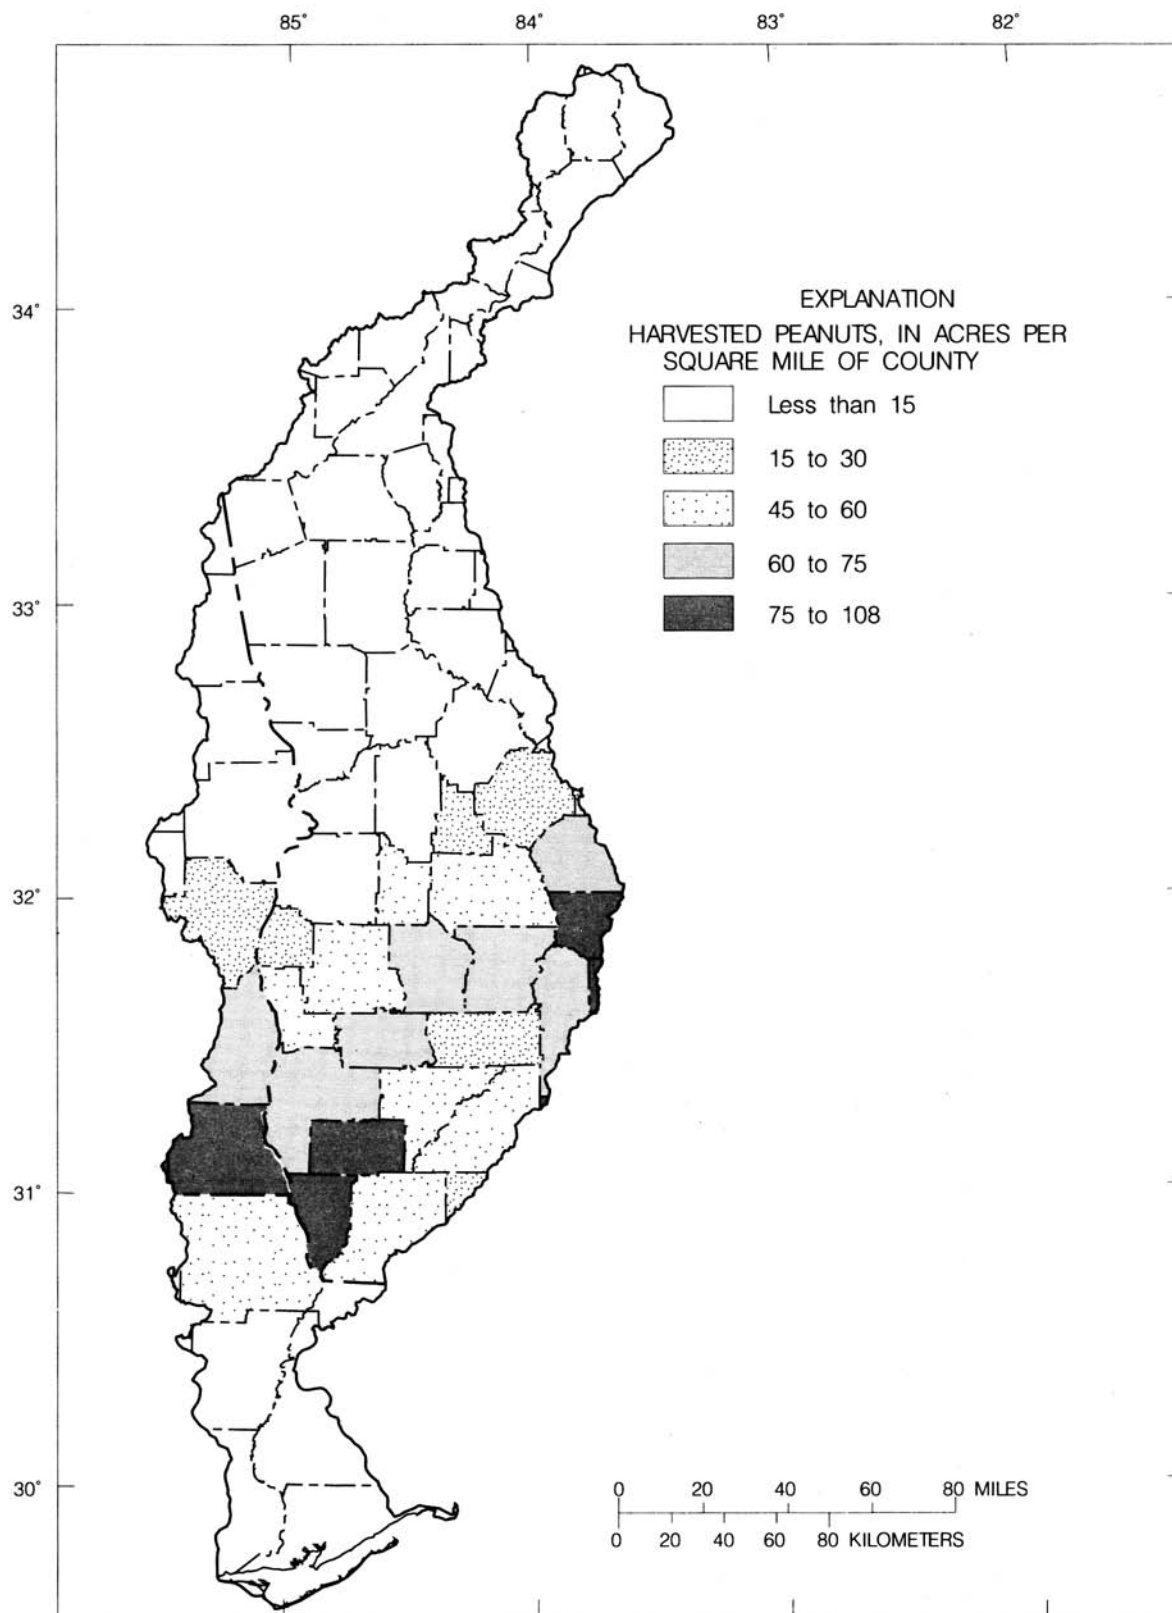 85° 84° 83° 82°
34°
EXPLANATION
HARVESTED PEANUTS, IN ACRES PER
SQUARE MILE OF COUNTY
Less than 15
15 to 30
45 to 60
60 to 75
75 to 108
33°
32°
31°
30°
0 20 40 60 80 MILES
0 20 40 60 80 KILOMETERS